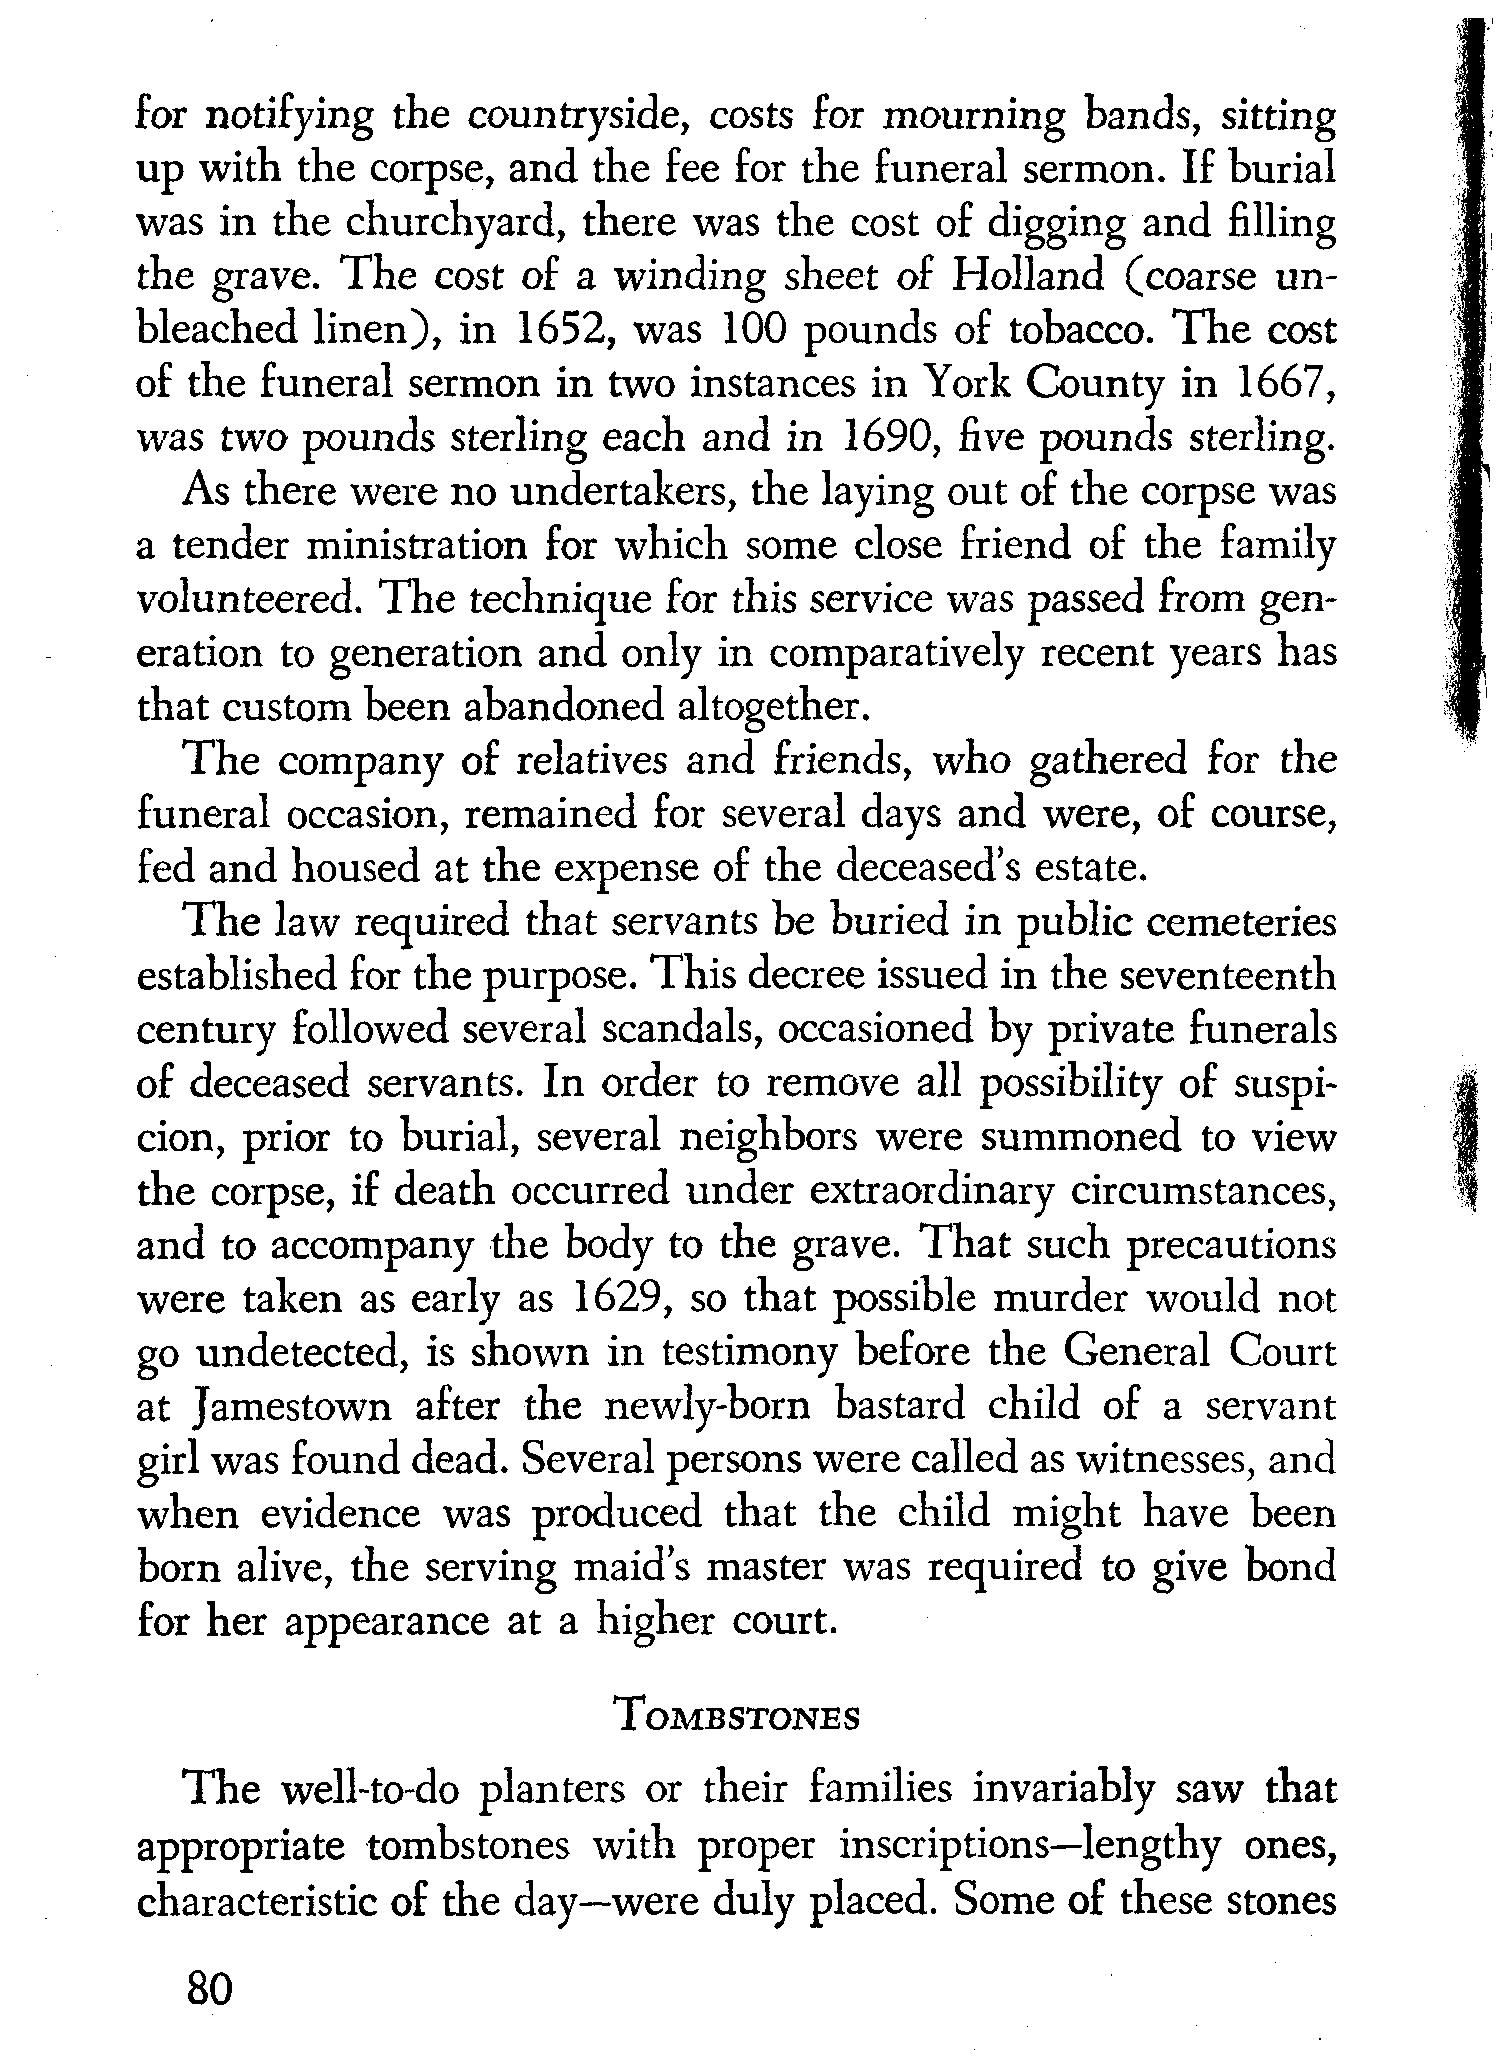 for notifying the countryside, costs for mourning bands, sitting
up with the corpse, and the fee for the funeral sermon. If burial
was in the churchyard, there was the cost of digging and filling
the grave. The cost of a winding sheet of Holland (coarse un-
bleached linen), in 1652, was 100 pounds of tobacco. The cost
of the funeral sermon in two instances in York County in 1667,
was two pounds sterling each and in 1690, five pounds sterling.
As there were no undertakers, the laying out of the corpse was
a tender ministration for which some close friend of the family
volunteered. The technique for this service was passed from gen-
eration to generation and only in comparatively recent years has
that custom been abandoned altogether.
The company of relatives and friends, who gathered for the
funeral occasion, remained for several days and were, of course,
fed and housed at the expense of the deceased's estate.
The law required that servants be buried in public cemeteries
established for the purpose. This decree issued in the seventeenth
century followed several scandals, occasioned by private funerals
of deceased servants. In order to remove all possibility of suspi-
cion, prior to burial, several neighbors were summoned to view
the corpse, if death occurred under extraordinary circumstances,
and to accompany the body to the grave. That such precautions
were taken as early as 1629, so that possible murder would not
go undetected, is shown in testimony before the General Court
at Jamestown after the newly-born bastard child of a servant
girl was found dead. Several persons were called as witnesses, and
when evidence was produced that the child might have been
born alive, the serving maid's master was required to give bond
for her appearance at a higher court.
Tombstones
The well-to-do planters or their families invariably saw that
appropriate tombstones with proper inscriptions—lengthy ones,
characteristic of the day—were duly placed. Some of these stones
80